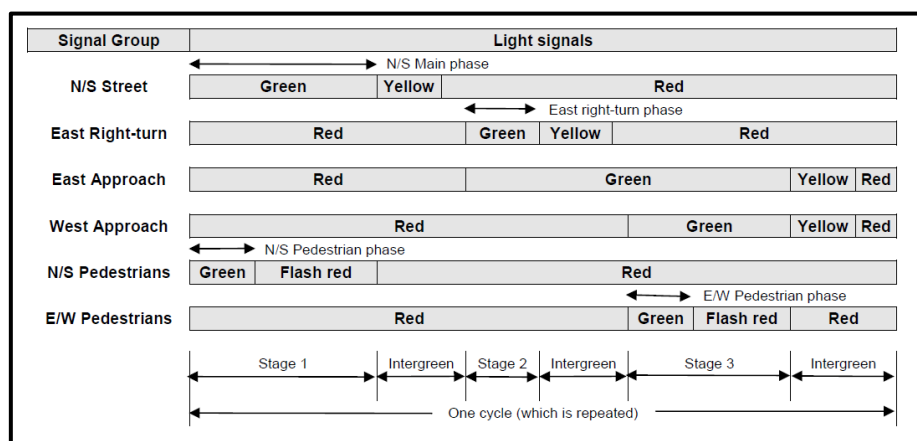 Signal Group Light signals
N/S Main phase
N/S Street Green Yellow Red
East right-turn phase
East Right-turn Red Green Yellow Red
East Approach Red Green Yellow Red
West Approach Red Green Yellow Red
N/S Pedestrian phase
N/S Pedestrians Green Flash red Red
E/W Pedestrian phase
E/W Pedestrians Red Green Flash red Red
Stage 1 Intergreen Stage 2 Intergreen Stage 3 Intergreen
One cycle (which is repeated)